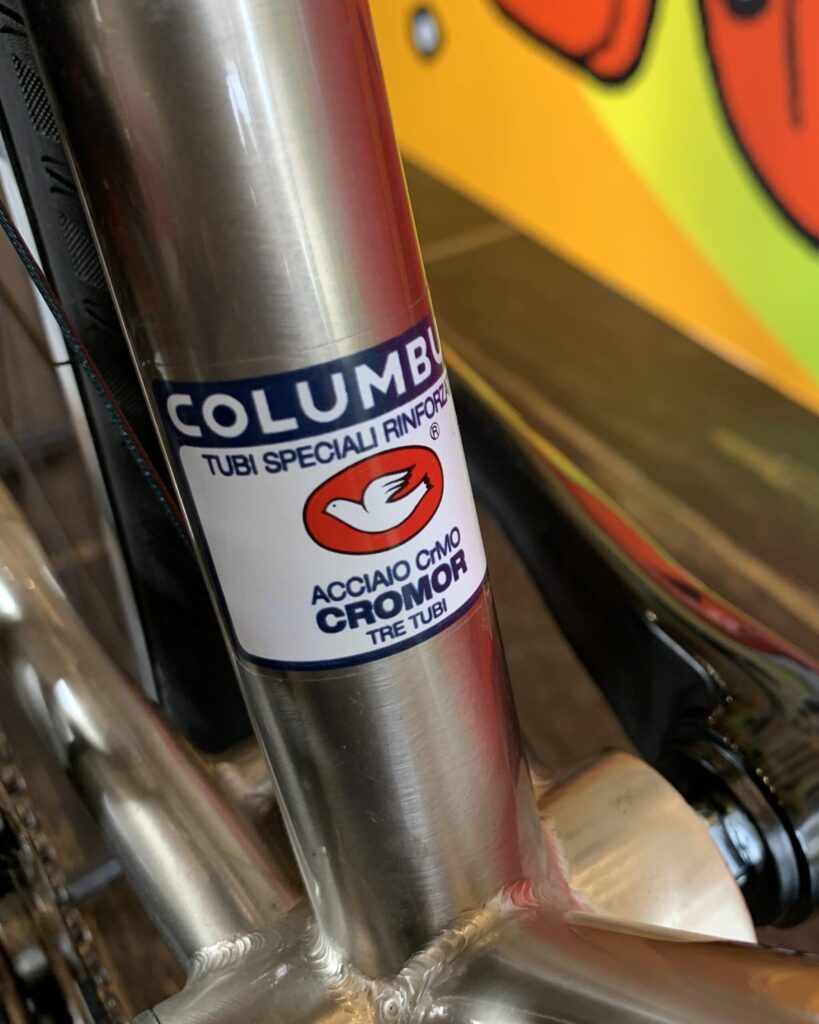 COLUMBU
TUBI SPECIALI RINFORZ
®
ACCIAIO CrMO
CROMOR
TRE TUBI